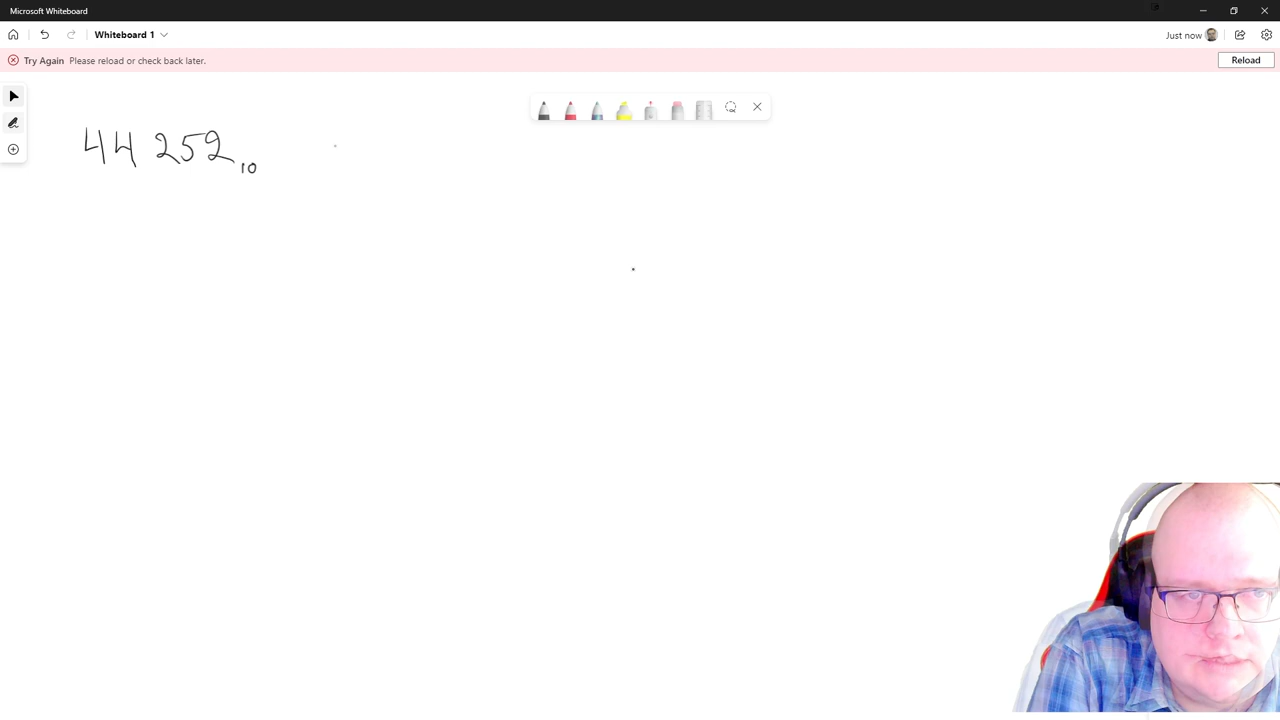 Microsoft Whiteboard
Whiteboard 1
Just now
Try Again Please reload or check back later.
Reload
44 252₁₀